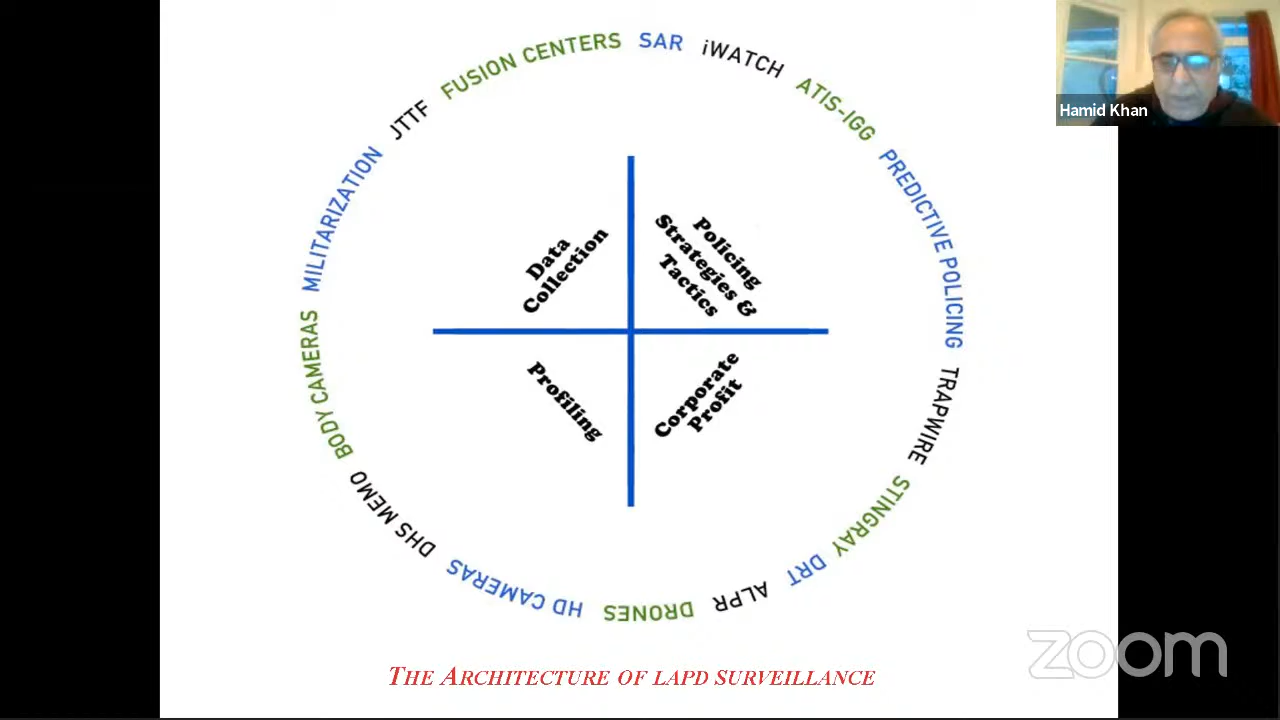 FUSION CENTERS
SAR
iWATCH
ATIS-IGG
PREDICTIVE POLICING
TRAPWIRE
STINGRAY
DRT
ALPR
DRONES
HD CAMERAS
DHS MEMO
BODY CAMERAS
MILITARIZATION
JTTF
Data
Collection
Policing
Strategies &
Tactics
Profiling
Corporate
Profit
THE ARCHITECTURE OF LAPD SURVEILLANCE
Hamid Khan
zoom